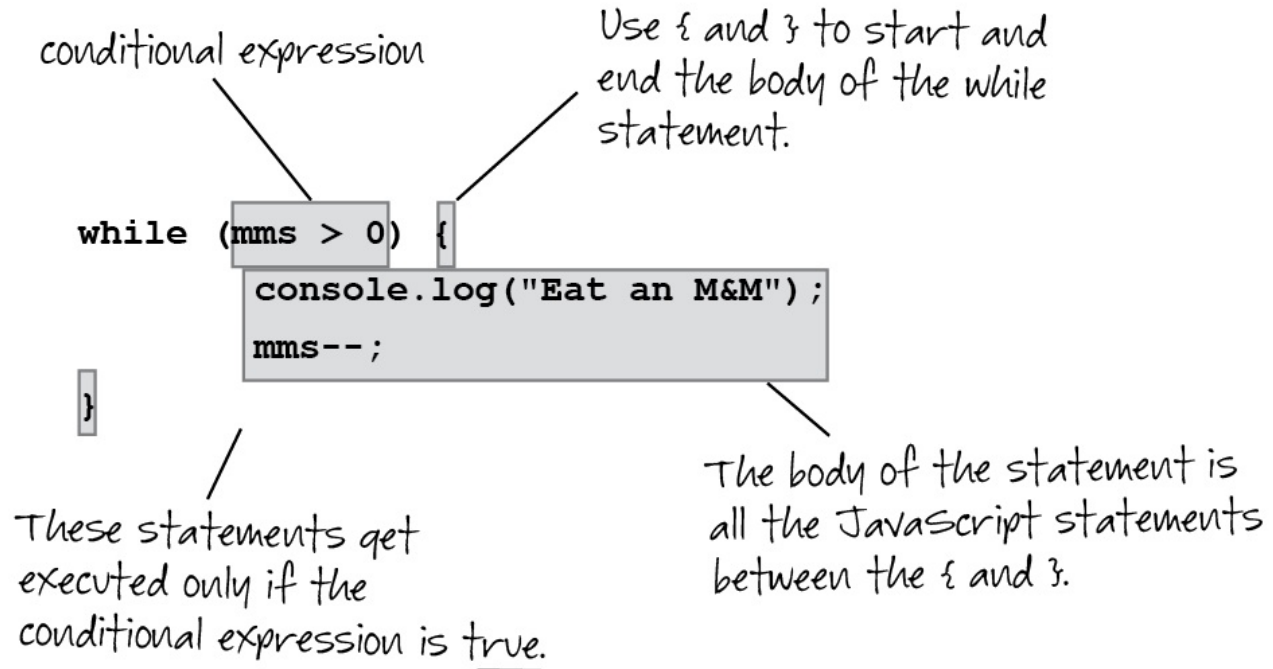 conditional expression
Use { and } to start and
end the body of the while
statement.
while (mms > 0) {
console.log("Eat an M&M");
mms--;
}
These statements get
executed only if the
conditional expression is true.
The body of the statement is
all the JavaScript statements
between the { and }.